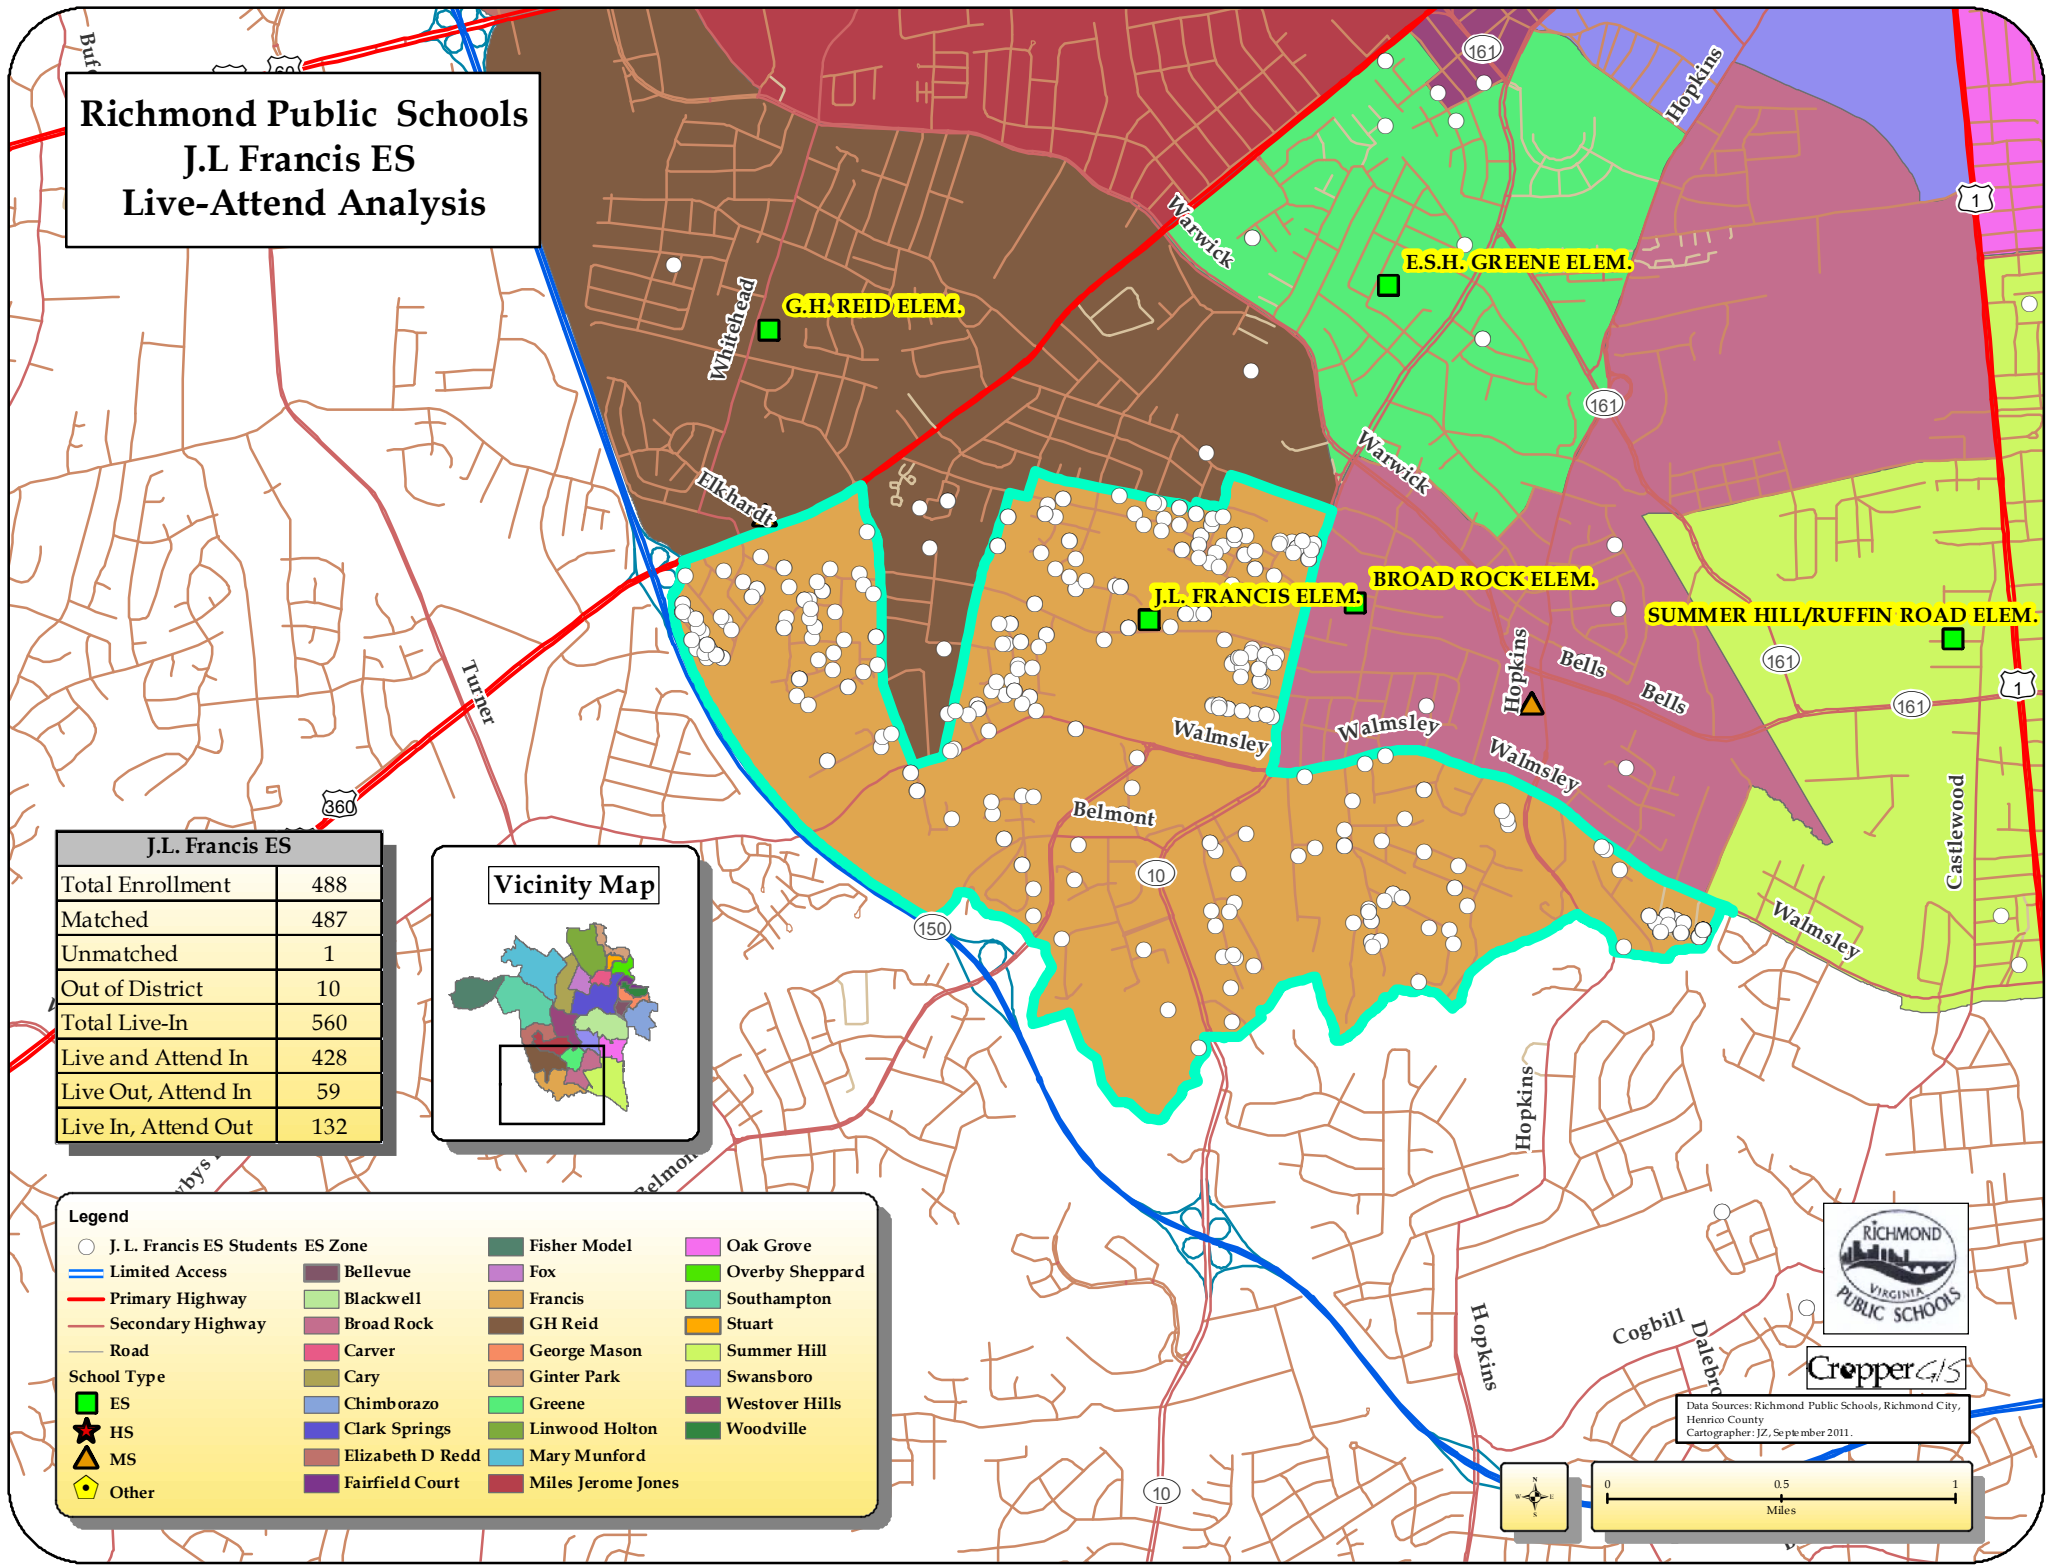 Richmond Public Schools
J.L Francis ES
Live-Attend Analysis
161
Hopkins
1
Warwick
E.S.H. GREENE ELEM.
G.H. REID ELEM.
Whitehead
161
Warwick
Elkhardt
J.L. FRANCIS ELEM.
BROAD ROCK ELEM.
SUMMER HILL/RUFFIN ROAD ELEM.
Hopkins
Bells
Bells
161
161
1
Turner
Walmsley
Walmsley
Walmsley
360
Belmont
10
Castlewood
Walmsley
150
J.L. Francis ES
Total Enrollment 488
Matched 487
Unmatched 1
Out of District 10
Total Live-In 560
Live and Attend In 428
Live Out, Attend In 59
Live In, Attend Out 132
Vicinity Map
Hopkins
Hopkins
Cogbill
10
Legend
J. L. Francis ES Students
Limited Access
Primary Highway
Secondary Highway
Road
School Type
ES
HS
MS
Other
ES Zone
Bellevue
Blackwell
Broad Rock
Carver
Cary
Chimborazo
Clark Springs
Elizabeth D Redd
Fairfield Court
Fisher Model
Fox
Francis
GH Reid
George Mason
Ginter Park
Greene
Linwood Holton
Mary Munford
Miles Jerome Jones
Oak Grove
Overby Sheppard
Southampton
Stuart
Summer Hill
Swansboro
Westover Hills
Woodville
RICHMOND
VIRGINIA
PUBLIC SCHOOLS
Cropper GIS
Data Sources: Richmond Public Schools, Richmond City,
Henrico County
Cartographer: JZ, September 2011.
N
W E
S
0 0.5 1
Miles